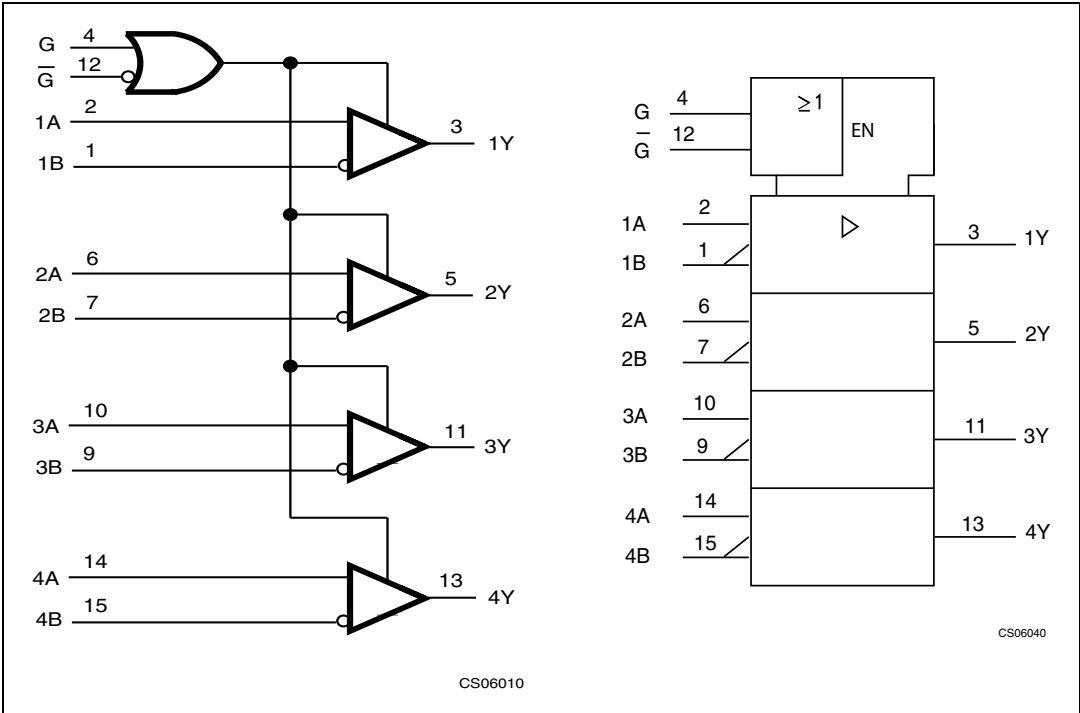 G 4
G̅ 12
1A 2
1B 1
3 1Y
2A 6
2B 7
5 2Y
3A 10
3B 9
11 3Y
4A 14
4B 15
13 4Y
CS06010
G 4
G̅ 12
≥1
EN
1A 2
1B 1
3 1Y
2A 6
2B 7
5 2Y
3A 10
3B 9
11 3Y
4A 14
4B 15
13 4Y
CS06040